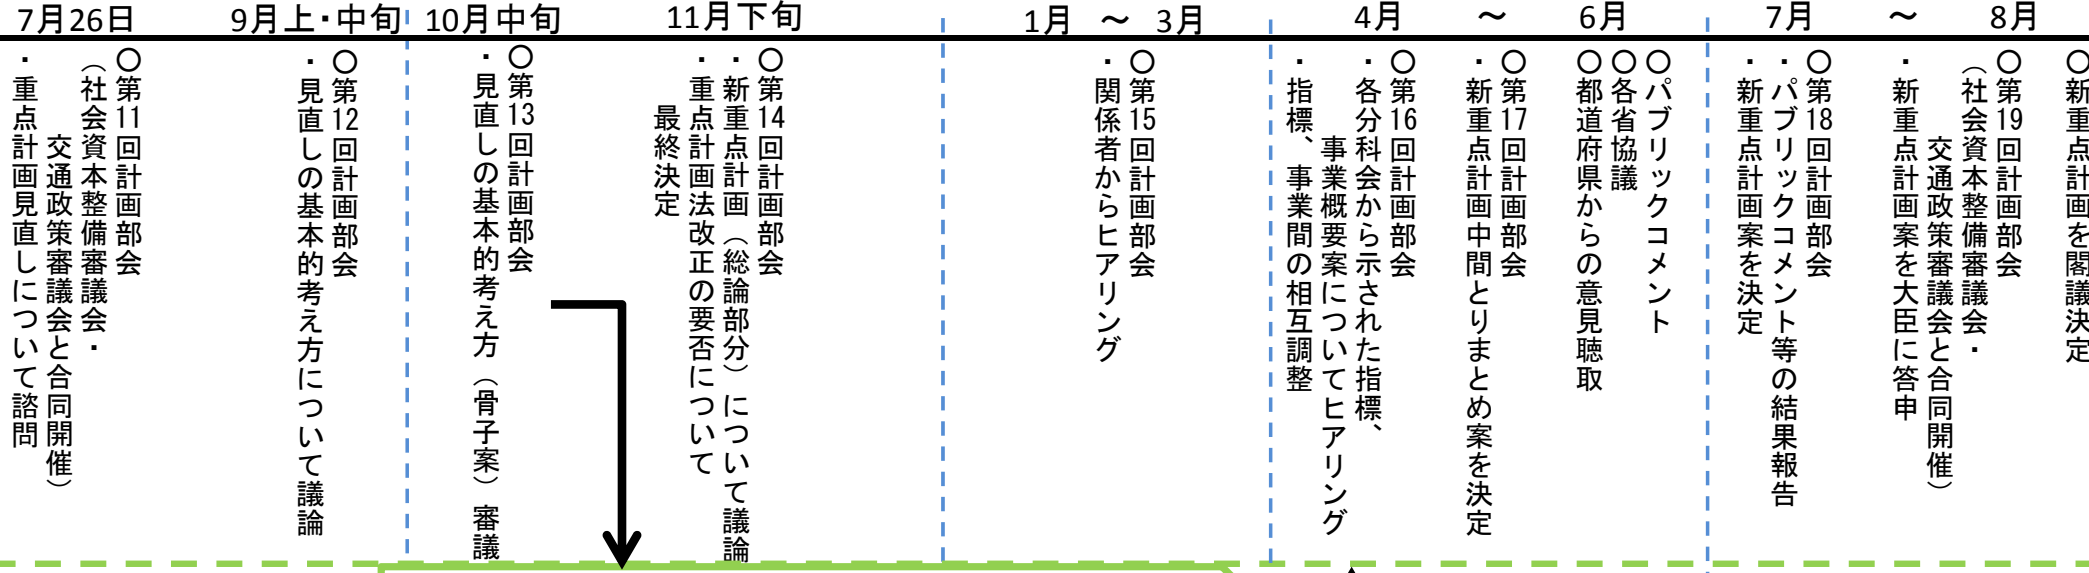 7月26日
9月上・中旬
10月中旬
11月下旬
1月 ～ 3月
4月 ～ 6月
7月 ～ 8月
○第11回計画部会
（社会資本整備審議会・
交通政策審議会と合同開催）
・重点計画見直しについて諮問
○第12回計画部会
・見直しの基本的考え方について議論
○第13回計画部会
・見直しの基本的考え方（骨子案）審議
○第14回計画部会
・新重点計画（総論部分）について議論
・重点計画法改正の要否について
最終決定
○第15回計画部会
・関係者からヒアリング
○第16回計画部会
・各分科会から示された指標、
事業概要案についてヒアリング
・指標、事業間の相互調整
○第17回計画部会
・新重点計画中間とりまとめ案を決定
○パブリックコメント
○各省協議
○都道府県からの意見聴取
○第18回計画部会
・パブリックコメント等の結果報告
・新重点計画案を決定
○第19回計画部会
（社会資本整備審議会・
交通政策審議会と合同開催）
・新重点計画案を大臣に答申
○新重点計画を閣議決定